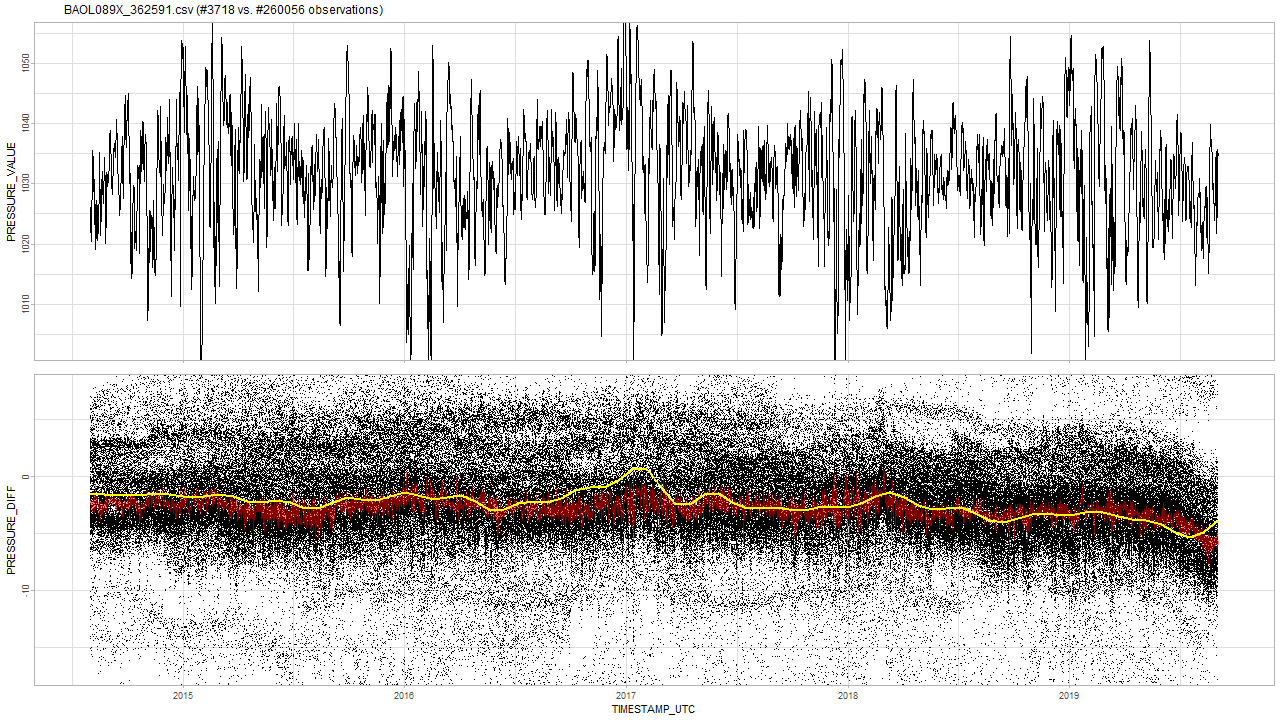 BAOL089X_362591.csv (#3718 vs. #260056 observations)
PRESSURE_VALUE
1050
1040
1030
1020
1010
PRESSURE_DIFF
0
-10
2015 2016 2017 2018 2019
TIMESTAMP_UTC